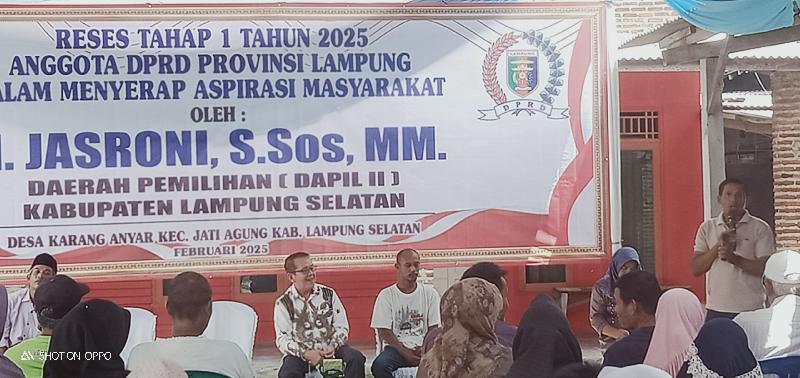 RESES TAHAP 1 TAHUN 2025
ANGGOTA DPRD PROVINSI LAMPUNG
ALAM MENYERAP ASPIRASI MASYARAKAT
OLEH :
. JASRONI, S.Sos, MM.
DAERAH PEMILIHAN ( DAPIL II )
KABUPATEN LAMPUNG SELATAN
DESA KARANG ANYAR KEC. JATI AGUNG KAB. LAMPUNG SELATAN
FEBRUARI 2025
LAMPUNG
DPRD
SHOT ON OPPO